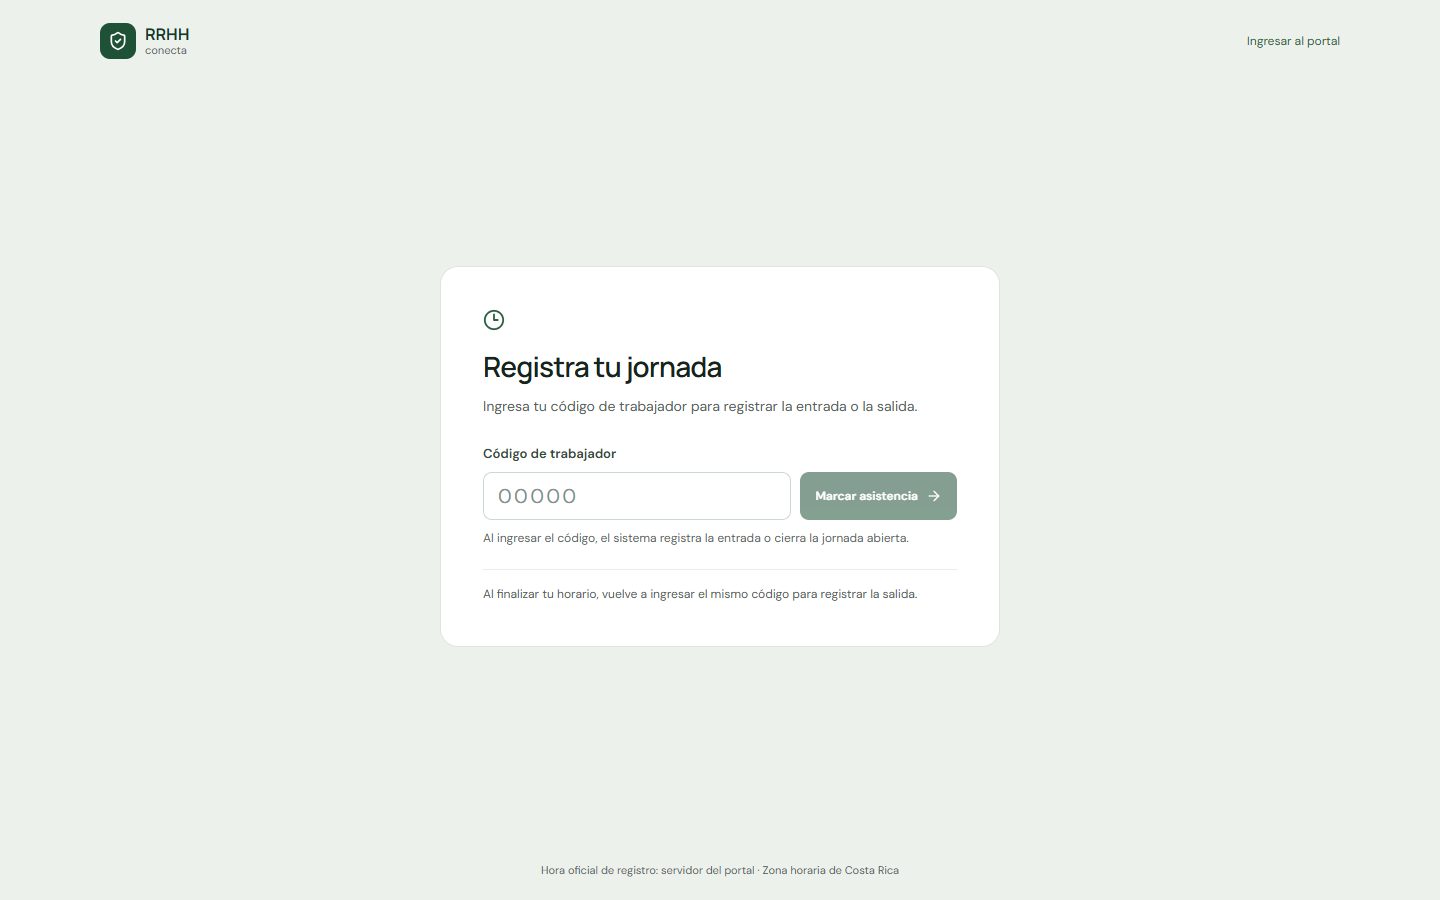 RRHH
conecta
Ingresar al portal
Registra tu jornada
Ingresa tu código de trabajador para registrar la entrada o la salida.
Código de trabajador
00000
Marcar asistencia
Al ingresar el código, el sistema registra la entrada o cierra la jornada abierta.
Al finalizar tu horario, vuelve a ingresar el mismo código para registrar la salida.
Hora oficial de registro: servidor del portal · Zona horaria de Costa Rica